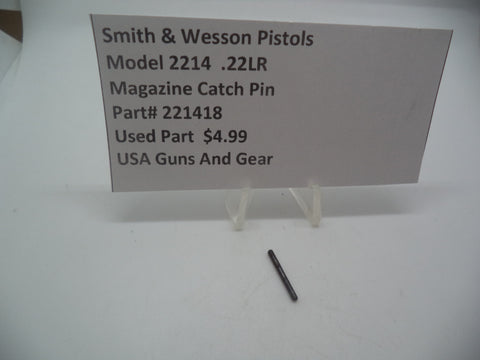 Smith & Wesson Pistols
Model 2214 .22LR
Magazine Catch Pin
Part# 221418
Used Part $4.99
USA Guns And Gear